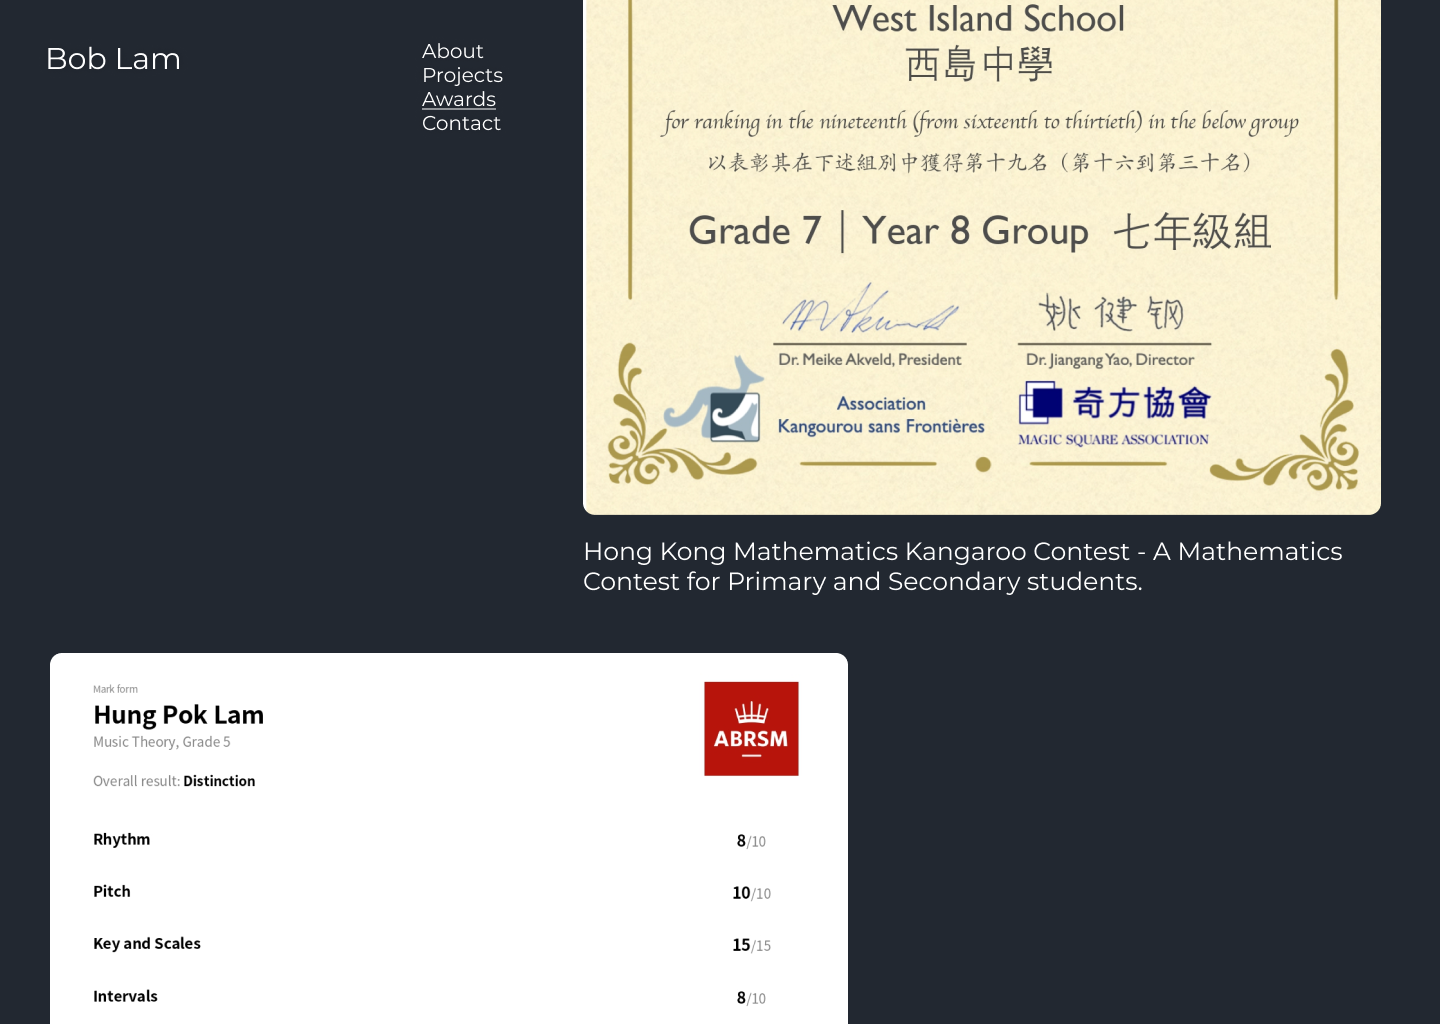 Bob Lam
About
Projects
Awards
Contact
West Island School
西島中學
for ranking in the nineteenth (from sixteenth to thirtieth) in the below group
以表彰其在下述組別中獲得第十九名（第十六到第三十名）
Grade 7 | Year 8 Group 七年級組
姚健钢
Dr. Meike Akveld, President
Dr. Jiangang Yao, Director
Association
Kangourou sans Frontières
奇方協會
MAGIC SQUARE ASSOCIATION
Hong Kong Mathematics Kangaroo Contest - A Mathematics
Contest for Primary and Secondary students.
Mark form
Hung Pok Lam
Music Theory, Grade 5
ABRSM
Overall result: Distinction
Rhythm 8/10
Pitch 10/10
Key and Scales 15/15
Intervals 8/10